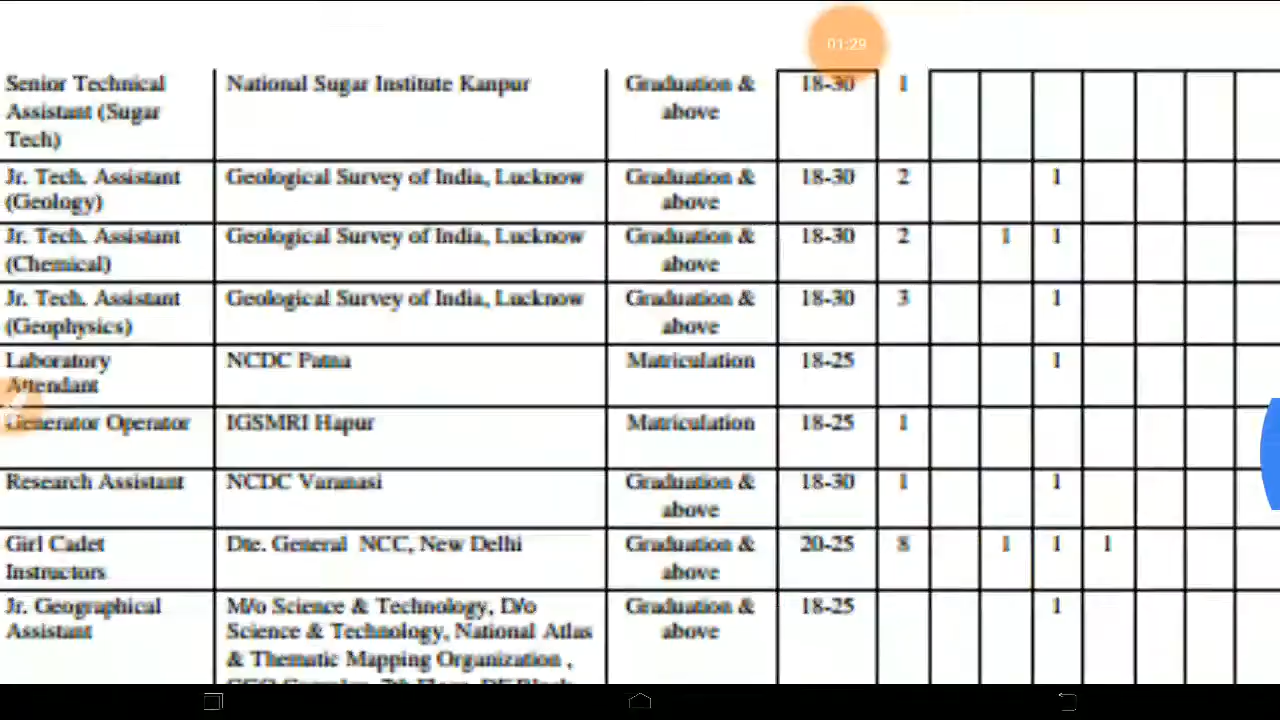 01:29
Senior Technical Assistant (Sugar Tech) National Sugar Institute Kanpur Graduation & above 18-30 1
Jr. Tech. Assistant (Geology) Geological Survey of India, Lucknow Graduation & above 18-30 2 1
Jr. Tech. Assistant (Chemical) Geological Survey of India, Lucknow Graduation & above 18-30 2 1 1
Jr. Tech. Assistant (Geophysics) Geological Survey of India, Lucknow Graduation & above 18-30 3 1
Laboratory Attendant NCDC Patna Matriculation 18-25 1
Generator Operator IGSMRI Hapur Matriculation 18-25 1
Research Assistant NCDC Varanasi Graduation & above 18-30 1 1
Girl Cadet Instructors Dte. General NCC, New Delhi Graduation & above 20-25 8 1 1 1
Jr. Geographical Assistant M/o Science & Technology, D/o Science & Technology, National Atlas & Thematic Mapping Organization , Graduation & above 18-25 1